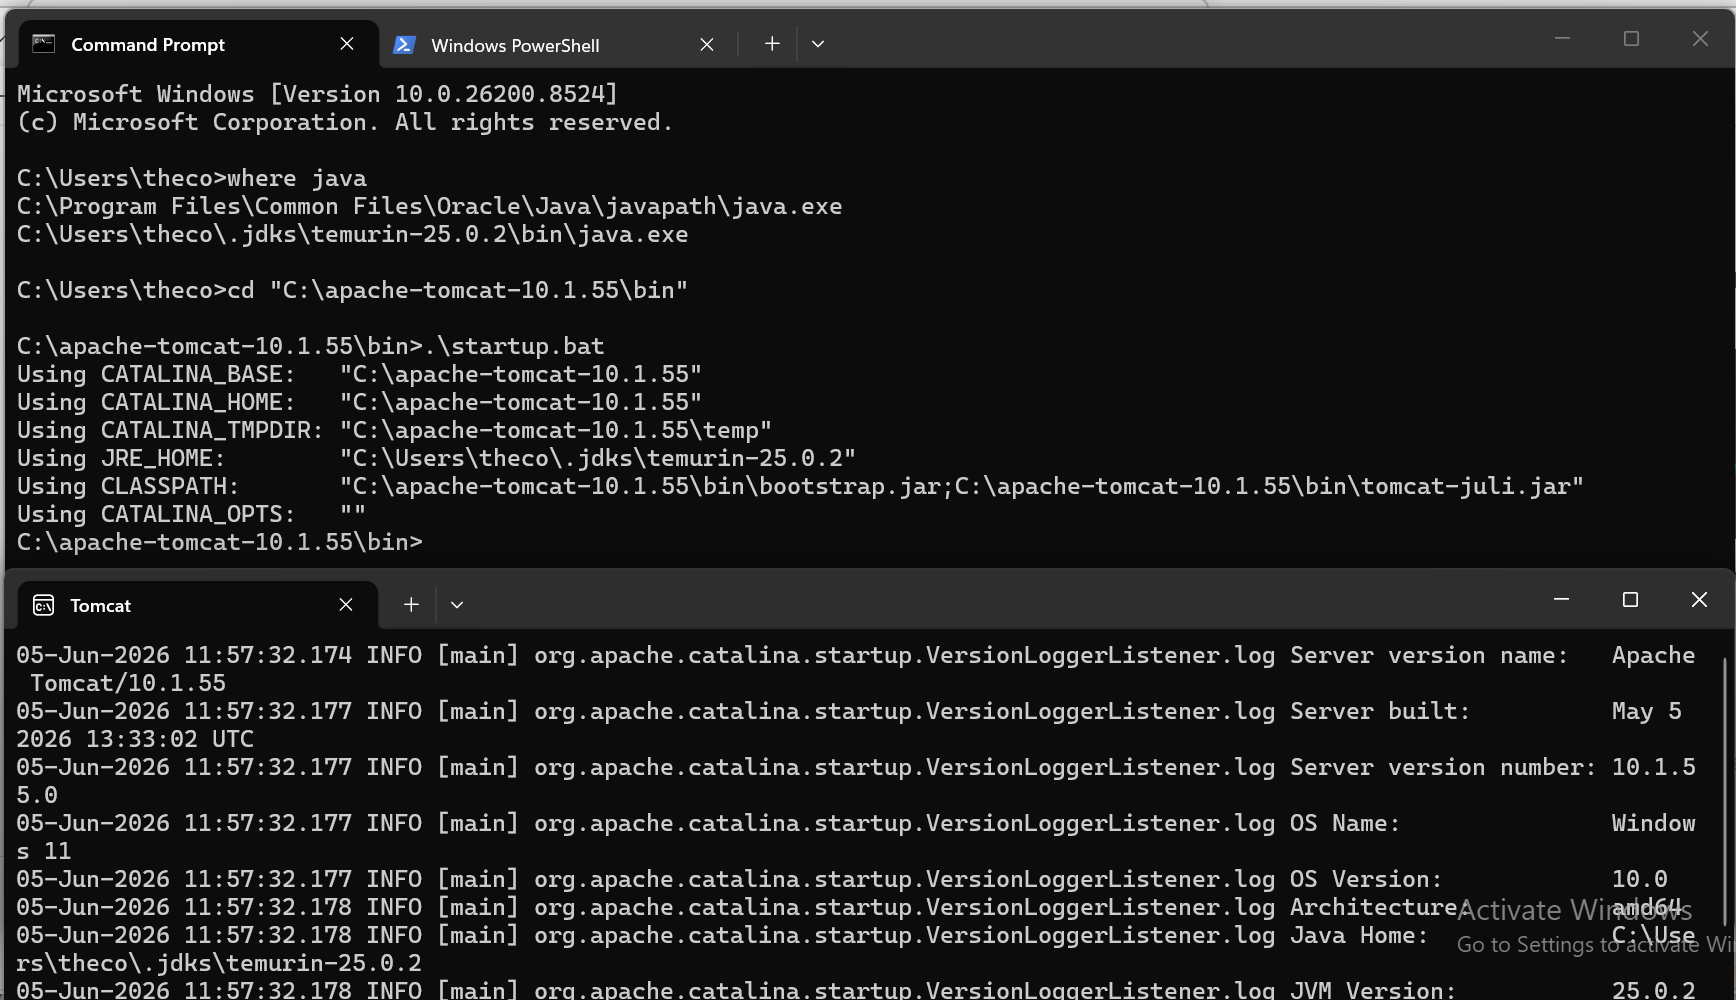 Command Prompt
Windows PowerShell
Microsoft Windows [Version 10.0.26200.8524]
(c) Microsoft Corporation. All rights reserved.
C:\Users\theco>where java
C:\Program Files\Common Files\Oracle\Java\javapath\java.exe
C:\Users\theco\.jdks\temurin-25.0.2\bin\java.exe
C:\Users\theco>cd "C:\apache-tomcat-10.1.55\bin"
C:\apache-tomcat-10.1.55\bin>.\startup.bat
Using CATALINA_BASE:   "C:\apache-tomcat-10.1.55"
Using CATALINA_HOME:   "C:\apache-tomcat-10.1.55"
Using CATALINA_TMPDIR: "C:\apache-tomcat-10.1.55\temp"
Using JRE_HOME:        "C:\Users\theco\.jdks\temurin-25.0.2"
Using CLASSPATH:       "C:\apache-tomcat-10.1.55\bin\bootstrap.jar;C:\apache-tomcat-10.1.55\bin\tomcat-juli.jar"
Using CATALINA_OPTS:   ""
C:\apache-tomcat-10.1.55\bin>
Tomcat
05-Jun-2026 11:57:32.174 INFO [main] org.apache.catalina.startup.VersionLoggerListener.log Server version name:   Apache
 Tomcat/10.1.55
05-Jun-2026 11:57:32.177 INFO [main] org.apache.catalina.startup.VersionLoggerListener.log Server built:          May 5
2026 13:33:02 UTC
05-Jun-2026 11:57:32.177 INFO [main] org.apache.catalina.startup.VersionLoggerListener.log Server version number: 10.1.5
5.0
05-Jun-2026 11:57:32.177 INFO [main] org.apache.catalina.startup.VersionLoggerListener.log OS Name:               Window
s 11
05-Jun-2026 11:57:32.177 INFO [main] org.apache.catalina.startup.VersionLoggerListener.log OS Version:            10.0
05-Jun-2026 11:57:32.178 INFO [main] org.apache.catalina.startup.VersionLoggerListener.log Architecture:          amd64
05-Jun-2026 11:57:32.178 INFO [main] org.apache.catalina.startup.VersionLoggerListener.log Java Home:             C:\Use
rs\theco\.jdks\temurin-25.0.2
05-Jun-2026 11:57:32.178 INFO [main] org.apache.catalina.startup.VersionLoggerListener.log JVM Version:           25.0.2
Activate Windows
Go to Settings to activate Wi